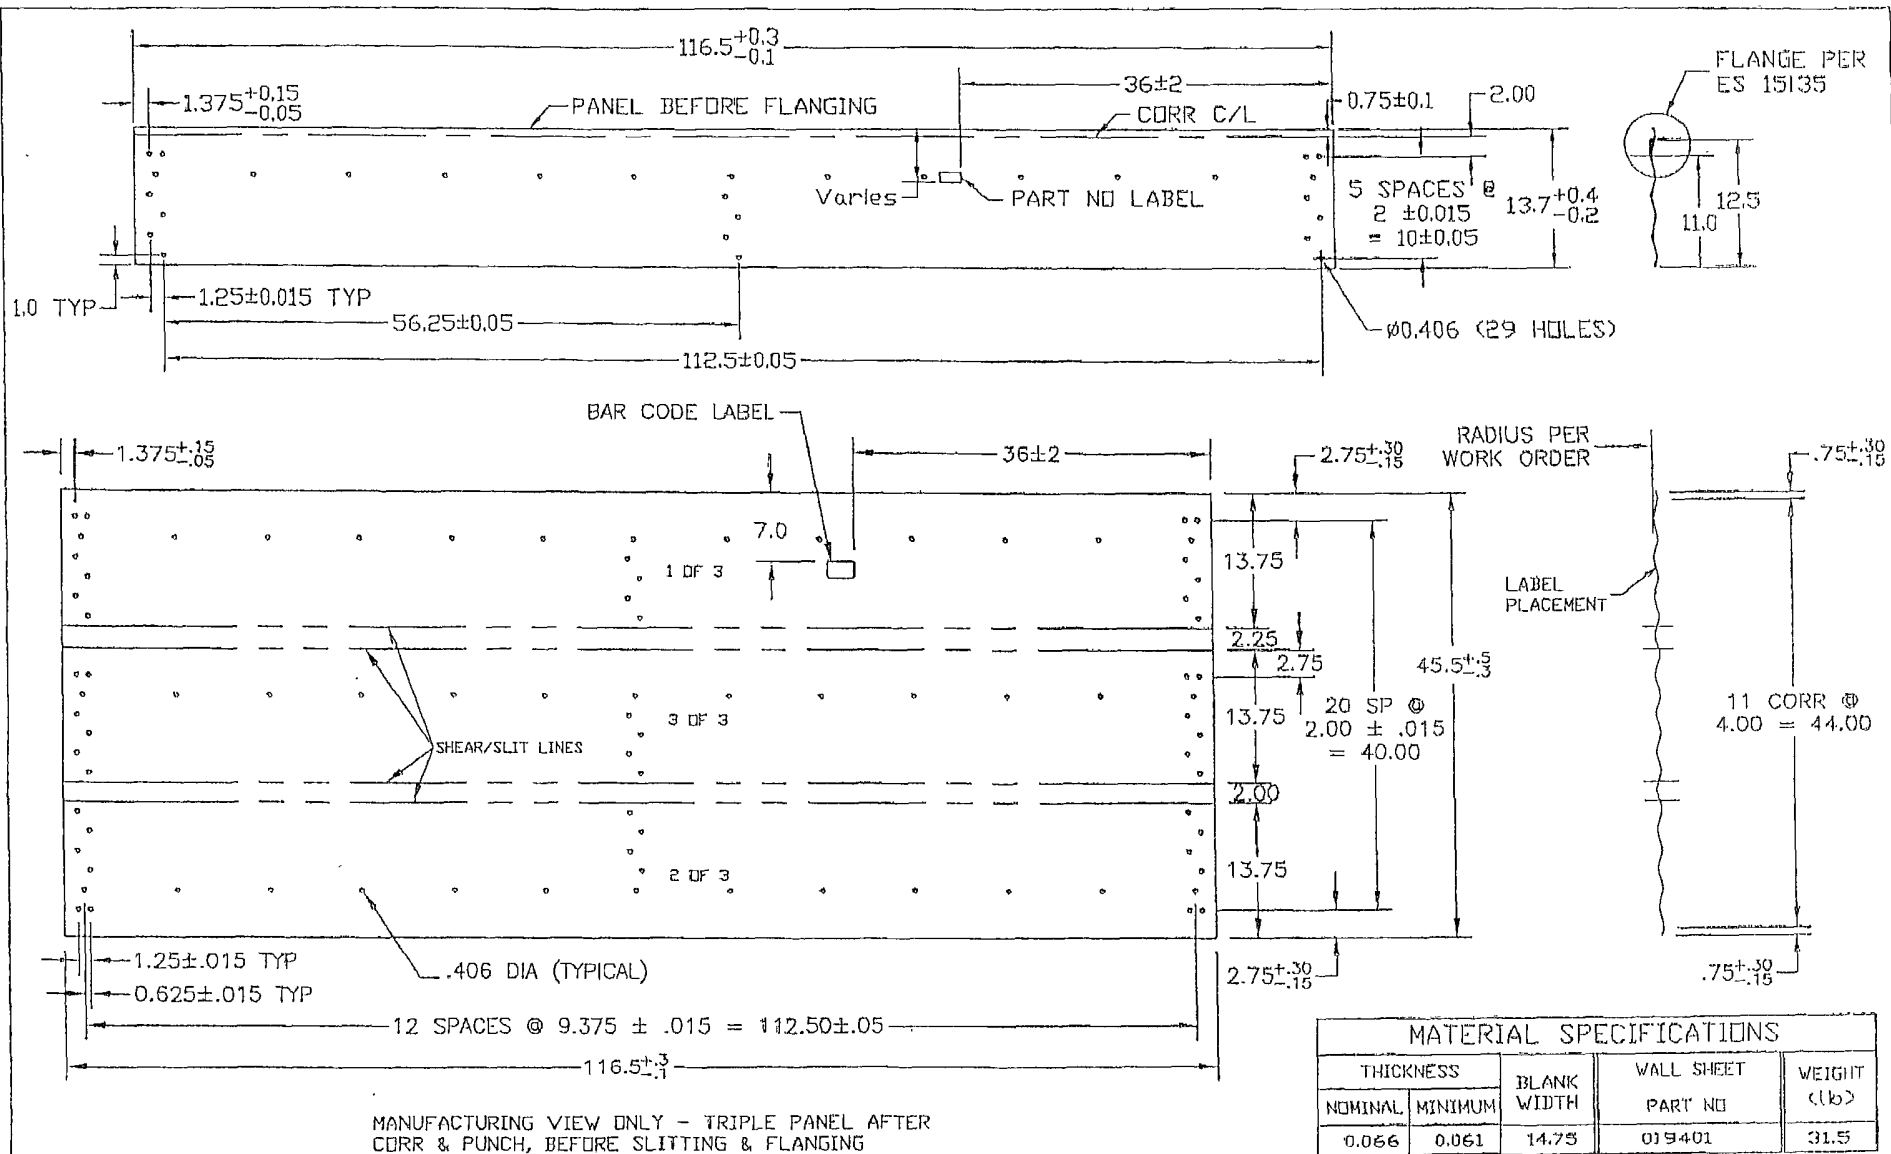 116.5+0.3 -0.1
36±2
FLANGE PER
ES 15135
1.375+0.15 -0.05
PANEL BEFORE FLANGING
CORR C/L
0.75±0.1
2.00
Varies
PART NO LABEL
5 SPACES @
2 ±0.015
= 10±0.05
13.7+0.4 -0.2
11.0
12.5
1.0 TYP
1.25±0.015 TYP
56.25±0.05
112.5±0.05
ø0.406 (29 HOLES)
BAR CODE LABEL
1.375+.15 -.05
36±2
2.75+.30 -.15
RADIUS PER
WORK ORDER
.75+.30 -.15
7.0
1 OF 3
13.75
LABEL
PLACEMENT
2.25
2.75
45.5+.5 -.3
3 OF 3
13.75
20 SP @
2.00 ± .015
= 40.00
11 CORR @
4.00 = 44.00
SHEAR/SLIT LINES
2.00
2 OF 3
13.75
1.25±.015 TYP
.406 DIA (TYPICAL)
2.75+.30 -.15
.75+.30 -.15
0.625±.015 TYP
12 SPACES @ 9.375 ± .015 = 112.50±.05
116.5+.3 -.1
MANUFACTURING VIEW ONLY - TRIPLE PANEL AFTER
CORR & PUNCH, BEFORE SLITTING & FLANGING
MATERIAL SPECIFICATIONS
THICKNESS BLANK WIDTH WALL SHEET PART NO WEIGHT (lb)
NOMINAL MINIMUM
0.066 0.061 14.75 019401 31.5